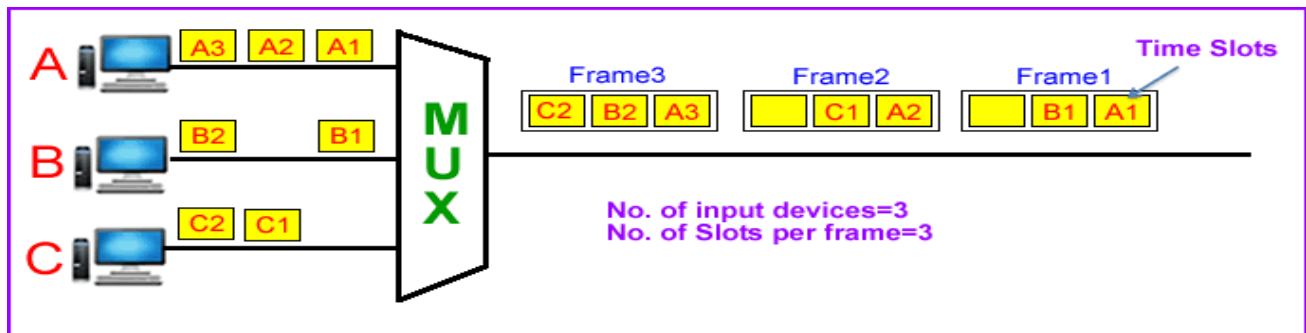 Time Slots
A
A3 A2 A1
Frame3 Frame2 Frame1
C2 B2 A3 C1 A2 B1 A1
MUX
B
B2 B1
No. of input devices=3
No. of Slots per frame=3
C
C2 C1